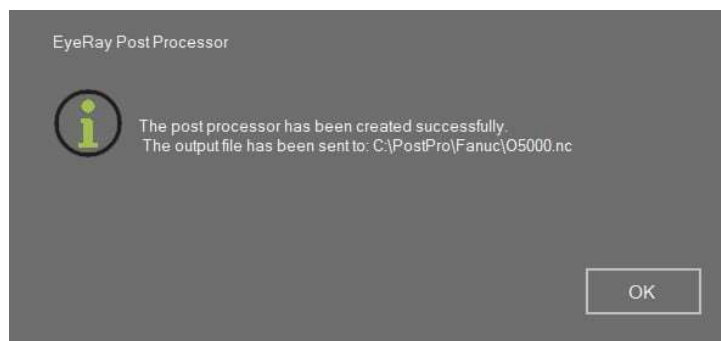 EyeRay Post Processor
The post processor has been created successfully.
The output file has been sent to: C:\PostPro\Fanuc\O5000.nc
OK